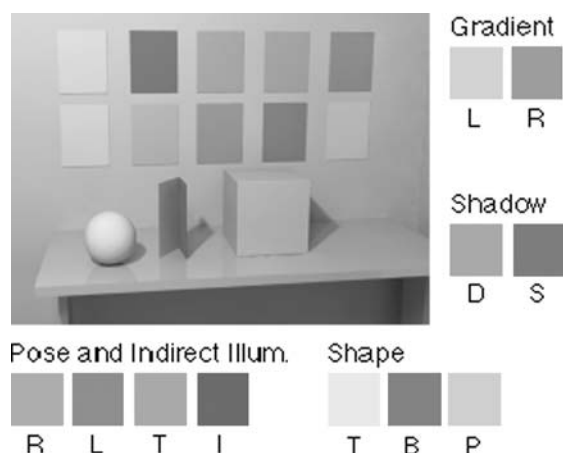 Gradient
L R
Shadow
D S
Pose and Indirect Illum.
R L T I
Shape
T B P